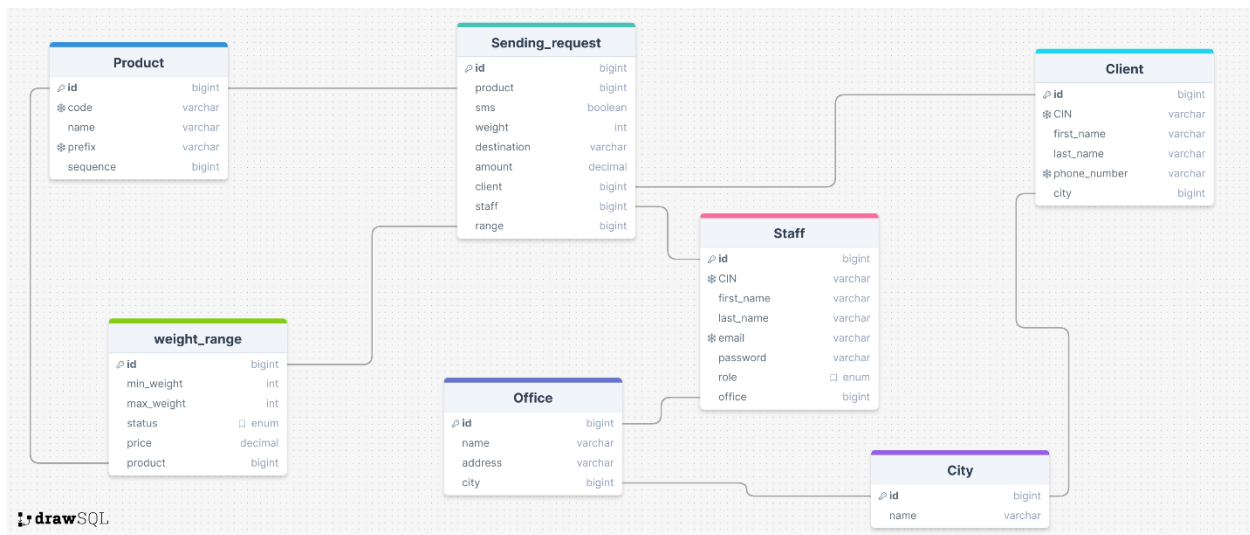 Product
id bigint
code varchar
name varchar
prefix varchar
sequence bigint
Sending_request
id bigint
product bigint
sms boolean
weight int
destination varchar
amount decimal
client bigint
staff bigint
range bigint
Client
id bigint
CIN varchar
first_name varchar
last_name varchar
phone_number varchar
city bigint
Staff
id bigint
CIN varchar
first_name varchar
last_name varchar
email varchar
password varchar
role enum
office bigint
weight_range
id bigint
min_weight int
max_weight int
status enum
price decimal
product bigint
Office
id bigint
name varchar
address varchar
city bigint
City
id bigint
name varchar
drawSQL